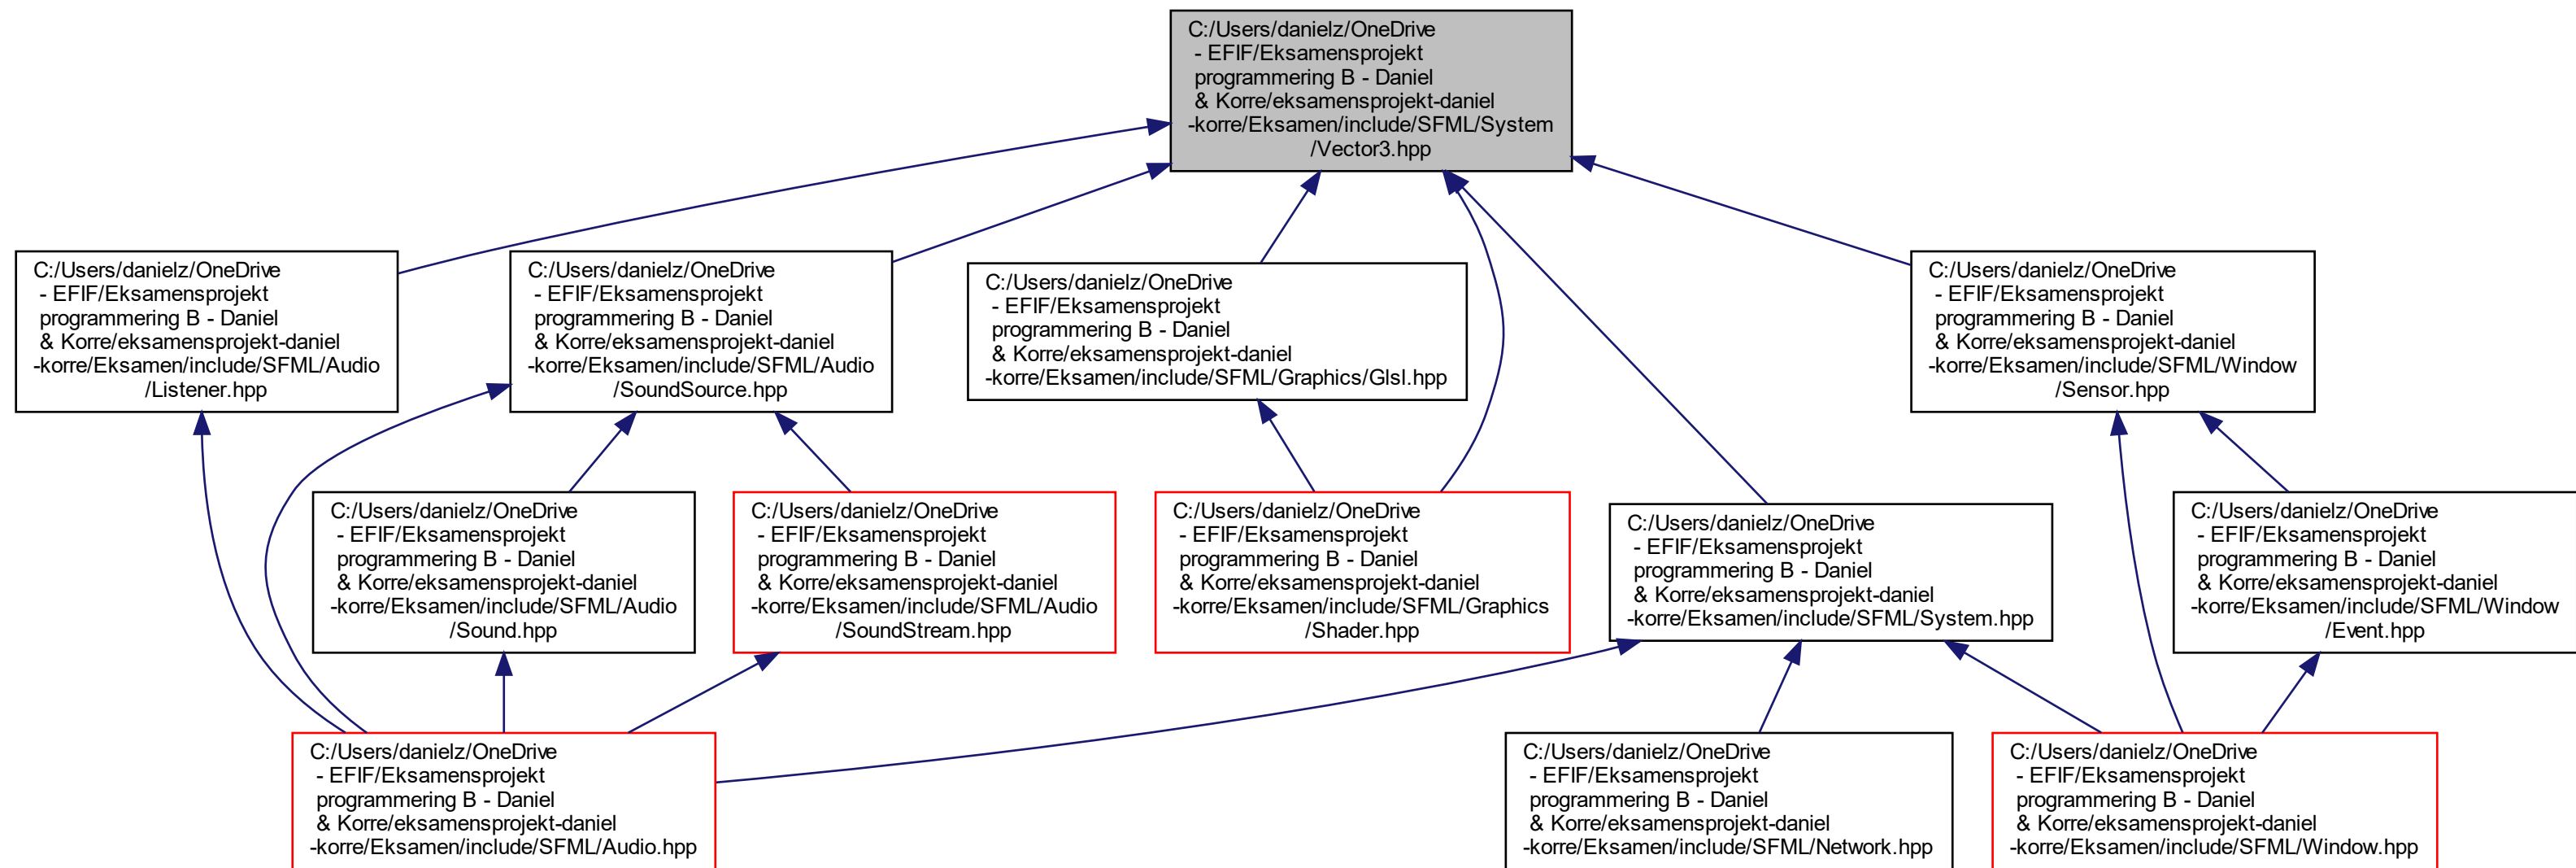 C:/Users/danielz/OneDrive
- EFIF/Eksamensprojekt
programmering B - Daniel
& Korre/eksamensprojekt-daniel
-korre/Eksamen/include/SFML/System
/Vector3.hpp
C:/Users/danielz/OneDrive
- EFIF/Eksamensprojekt
programmering B - Daniel
& Korre/eksamensprojekt-daniel
-korre/Eksamen/include/SFML/Audio
/Listener.hpp
C:/Users/danielz/OneDrive
- EFIF/Eksamensprojekt
programmering B - Daniel
& Korre/eksamensprojekt-daniel
-korre/Eksamen/include/SFML/Audio
/SoundSource.hpp
C:/Users/danielz/OneDrive
- EFIF/Eksamensprojekt
programmering B - Daniel
& Korre/eksamensprojekt-daniel
-korre/Eksamen/include/SFML/Graphics/Glsl.hpp
C:/Users/danielz/OneDrive
- EFIF/Eksamensprojekt
programmering B - Daniel
& Korre/eksamensprojekt-daniel
-korre/Eksamen/include/SFML/Window
/Sensor.hpp
C:/Users/danielz/OneDrive
- EFIF/Eksamensprojekt
programmering B - Daniel
& Korre/eksamensprojekt-daniel
-korre/Eksamen/include/SFML/Audio
/Sound.hpp
C:/Users/danielz/OneDrive
- EFIF/Eksamensprojekt
programmering B - Daniel
& Korre/eksamensprojekt-daniel
-korre/Eksamen/include/SFML/Audio
/SoundStream.hpp
C:/Users/danielz/OneDrive
- EFIF/Eksamensprojekt
programmering B - Daniel
& Korre/eksamensprojekt-daniel
-korre/Eksamen/include/SFML/Graphics
/Shader.hpp
C:/Users/danielz/OneDrive
- EFIF/Eksamensprojekt
programmering B - Daniel
& Korre/eksamensprojekt-daniel
-korre/Eksamen/include/SFML/System.hpp
C:/Users/danielz/OneDrive
- EFIF/Eksamensprojekt
programmering B - Daniel
& Korre/eksamensprojekt-daniel
-korre/Eksamen/include/SFML/Window
/Event.hpp
C:/Users/danielz/OneDrive
- EFIF/Eksamensprojekt
programmering B - Daniel
& Korre/eksamensprojekt-daniel
-korre/Eksamen/include/SFML/Audio.hpp
C:/Users/danielz/OneDrive
- EFIF/Eksamensprojekt
programmering B - Daniel
& Korre/eksamensprojekt-daniel
-korre/Eksamen/include/SFML/Network.hpp
C:/Users/danielz/OneDrive
- EFIF/Eksamensprojekt
programmering B - Daniel
& Korre/eksamensprojekt-daniel
-korre/Eksamen/include/SFML/Window.hpp